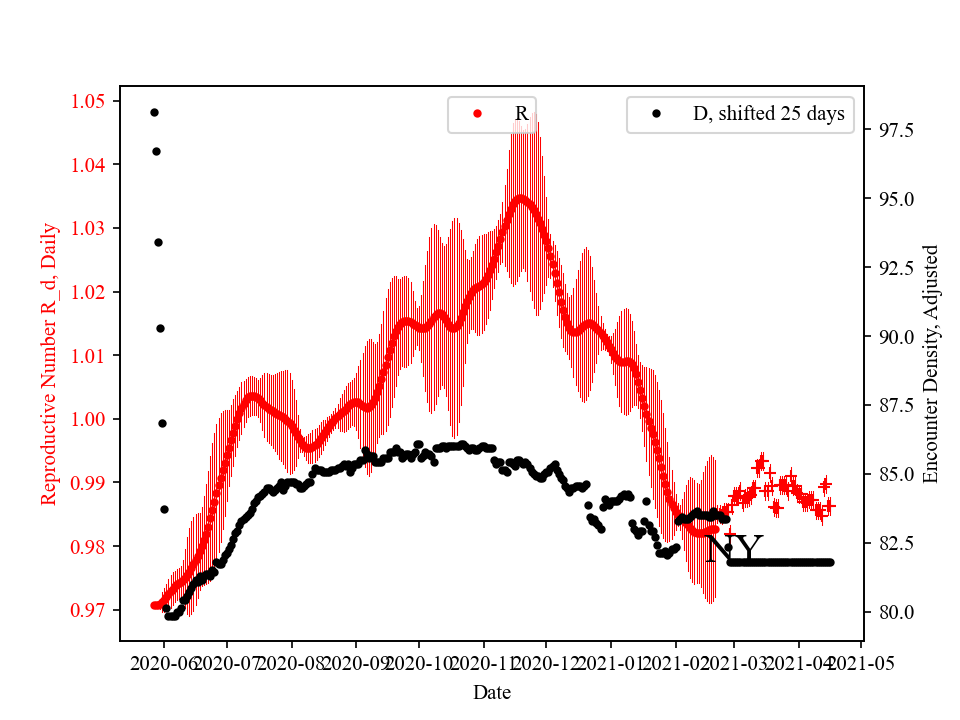 R
D, shifted 25 days
1.05
1.04
1.03
1.02
1.01
1.00
0.99
0.98
0.97
Reproductive Number R_d, Daily
97.5
95.0
92.5
90.0
87.5
85.0
82.5
80.0
Encounter Density, Adjusted
NY
2020-06 2020-07 2020-08 2020-09 2020-10 2020-11 2020-12 2021-01 2021-02 2021-03 2021-04 2021-05
Date